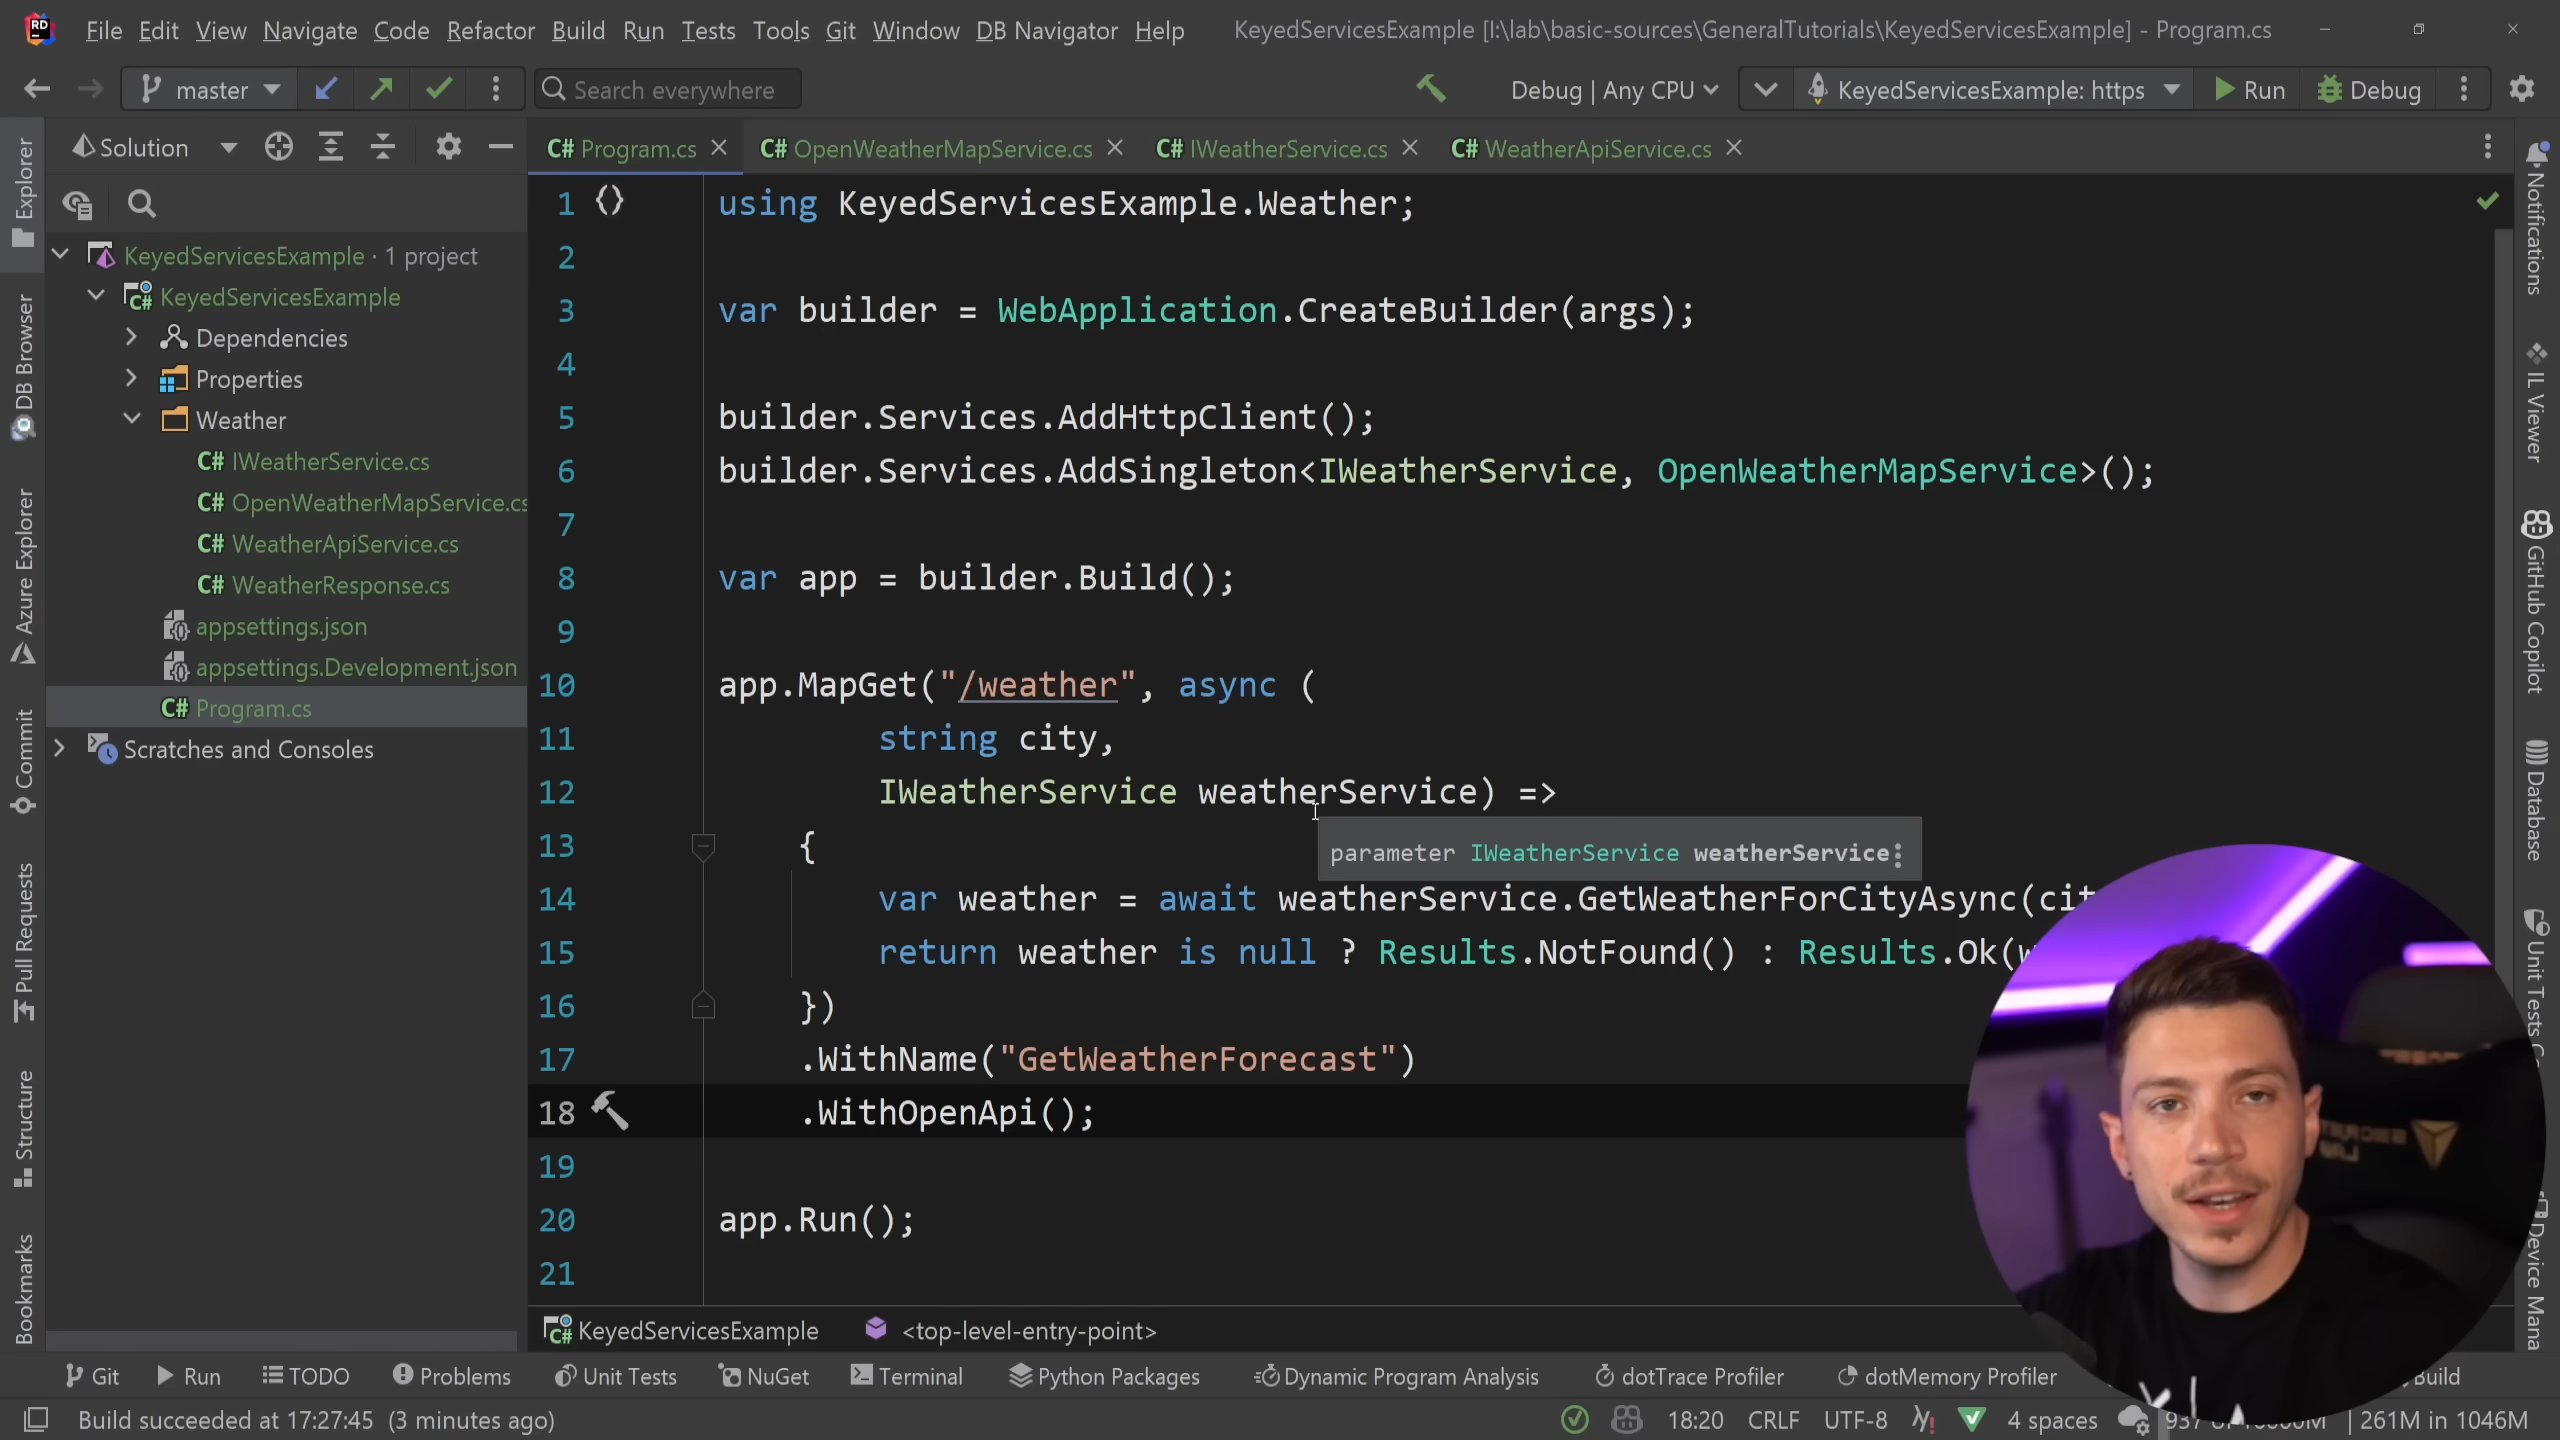 RD File Edit View Navigate Code Refactor Build Run Tests Tools Git Window DB Navigator Help KeyedServicesExample [I:\lab\basic-sources\GeneralTutorials\KeyedServicesExample] - Program.cs
master Search everywhere Debug | Any CPU KeyedServicesExample: https Run Debug
Solution
C# Program.cs C# OpenWeatherMapService.cs C# IWeatherService.cs C# WeatherApiService.cs
Explorer
DB Browser
Azure Explorer
Commit
Pull Requests
Structure
Bookmarks
KeyedServicesExample · 1 project
C# KeyedServicesExample
Dependencies
Properties
Weather
C# IWeatherService.cs
C# OpenWeatherMapService.cs
C# WeatherApiService.cs
C# WeatherResponse.cs
appsettings.json
appsettings.Development.json
C# Program.cs
Scratches and Consoles
1 {} using KeyedServicesExample.Weather;
2
3 var builder = WebApplication.CreateBuilder(args);
4
5 builder.Services.AddHttpClient();
6 builder.Services.AddSingleton<IWeatherService, OpenWeatherMapService>();
7
8 var app = builder.Build();
9
10 app.MapGet("/weather", async (
11 string city,
12 IWeatherService weatherService) =>
13 {
parameter IWeatherService weatherService
14 var weather = await weatherService.GetWeatherForCityAsync(cit
15 return weather is null ? Results.NotFound() : Results.Ok(w
16 })
17 .WithName("GetWeatherForecast")
18 .WithOpenApi();
19
20 app.Run();
21
Notifications
IL Viewer
GitHub Copilot
Database
Unit Tests
Device Mana
C# KeyedServicesExample <top-level-entry-point>
Git Run TODO Problems Unit Tests NuGet Terminal Python Packages Dynamic Program Analysis dotTrace Profiler dotMemory Profiler Build
Build succeeded at 17:27:45 (3 minutes ago) 18:20 CRLF UTF-8 4 spaces 261M in 1046M